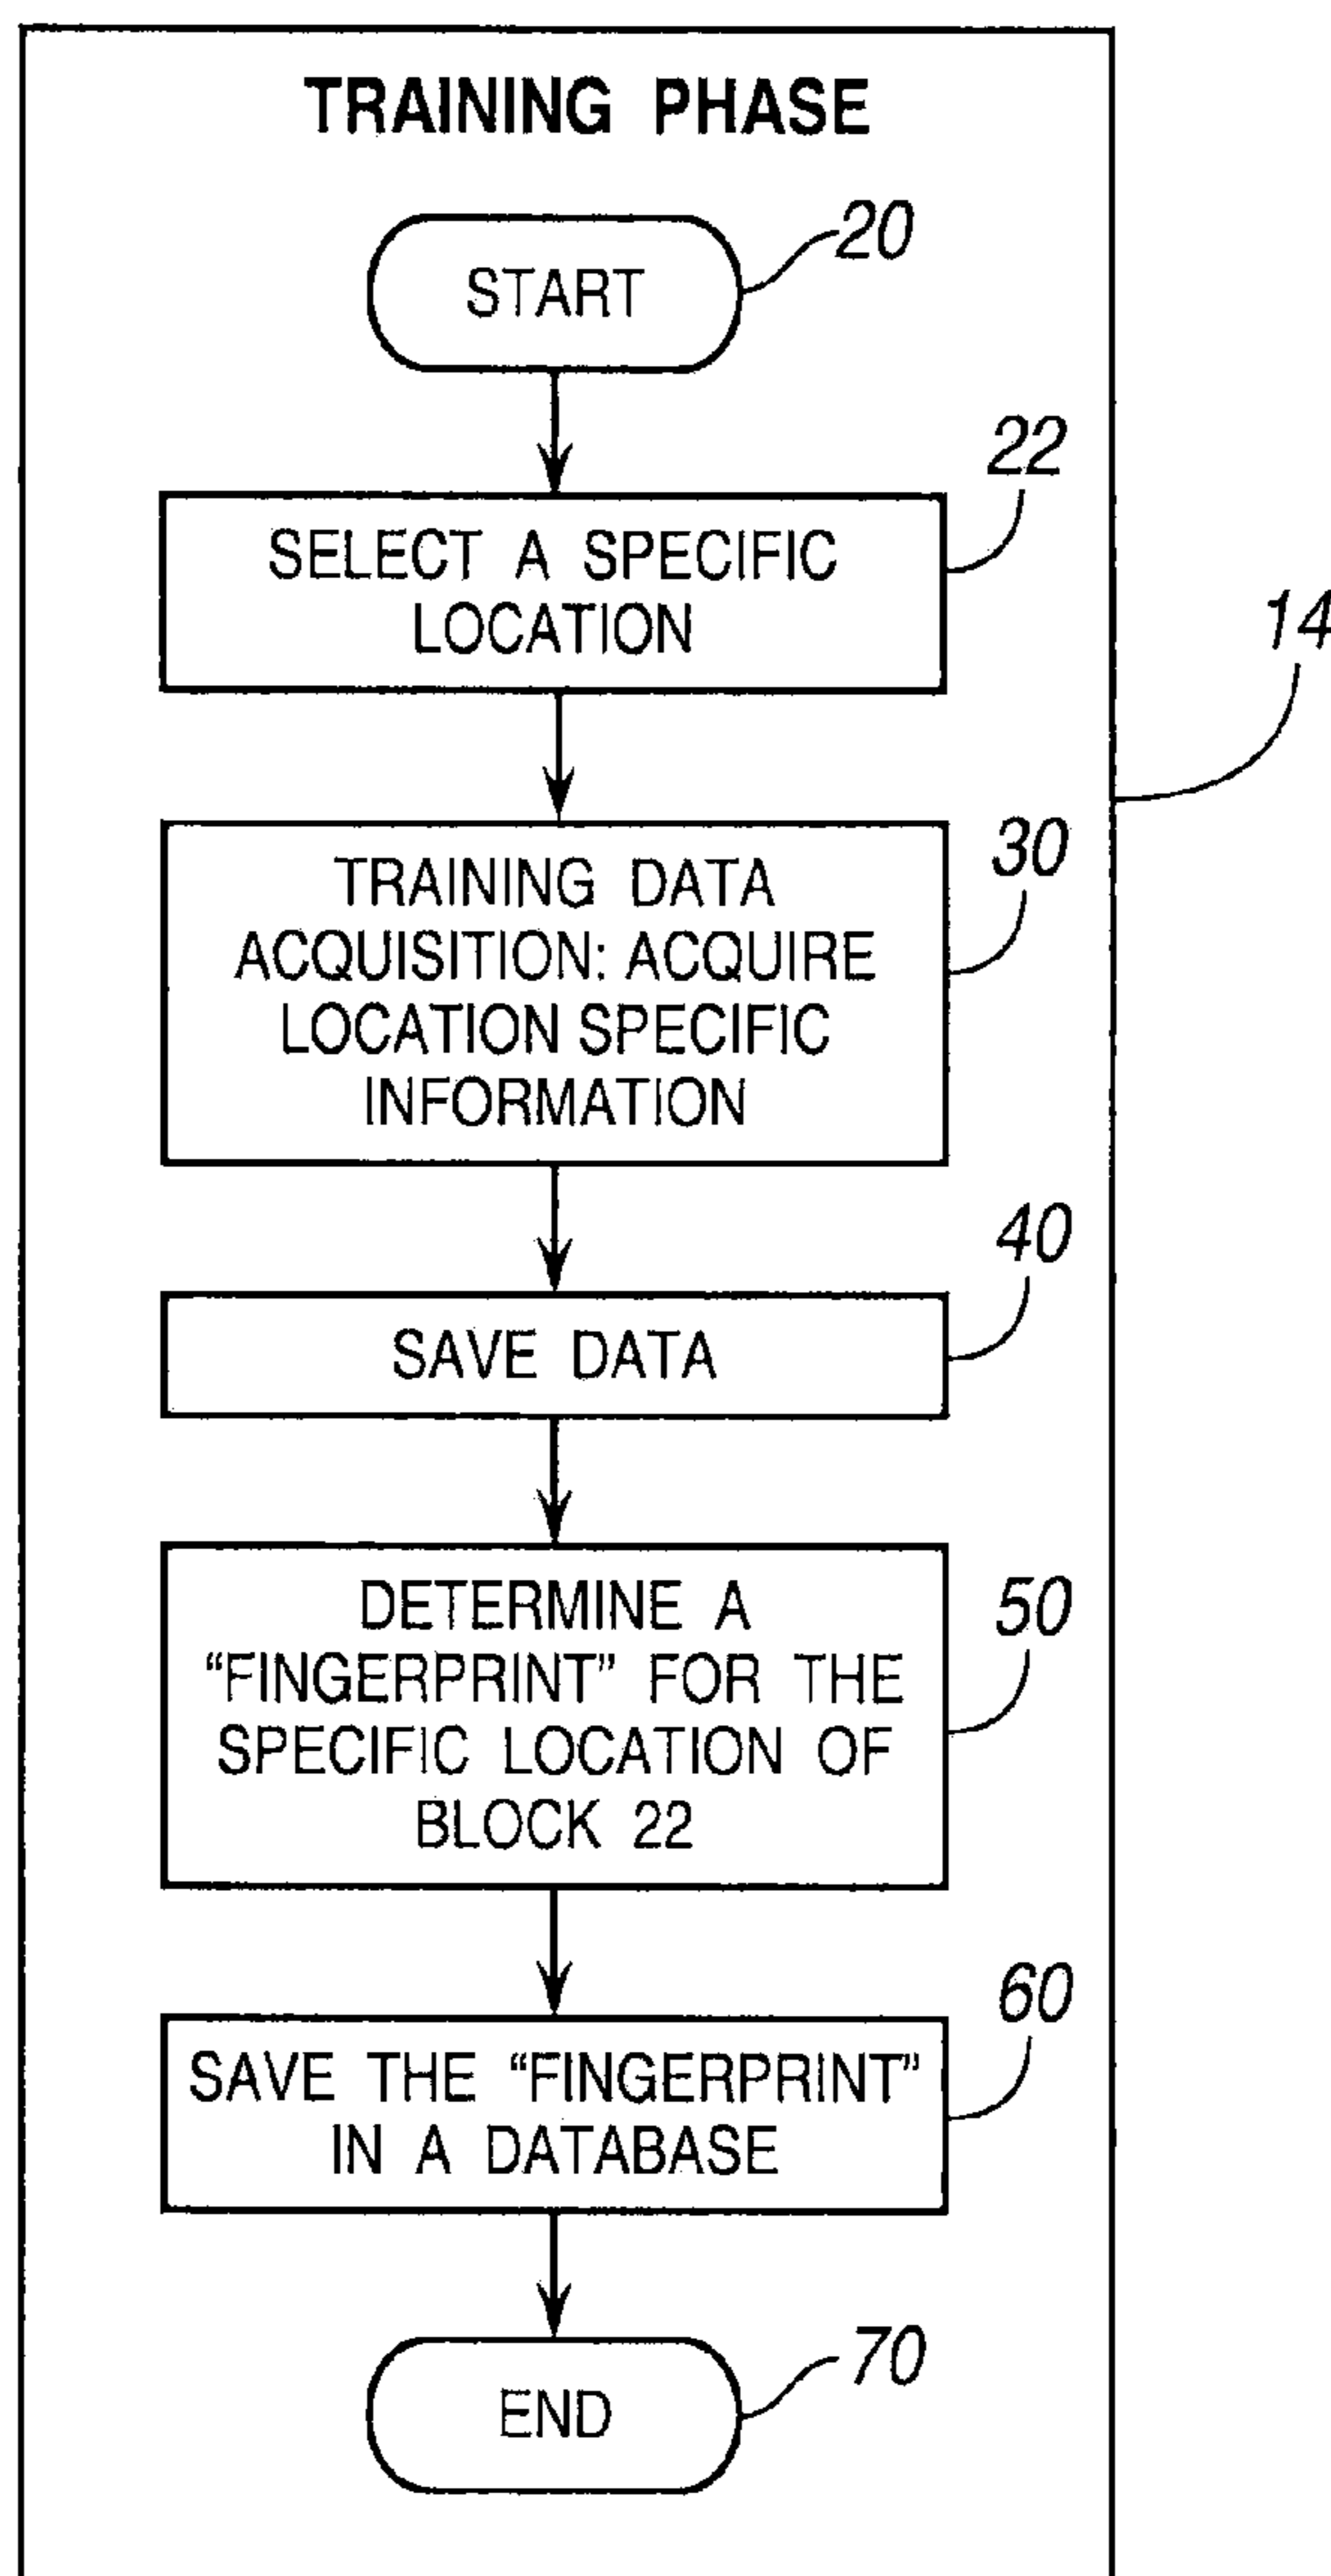 TRAINING PHASE
20
START
22
SELECT A SPECIFIC
LOCATION
14
30
TRAINING DATA
ACQUISITION: ACQUIRE
LOCATION SPECIFIC
INFORMATION
40
SAVE DATA
50
DETERMINE A
“FINGERPRINT” FOR THE
SPECIFIC LOCATION OF
BLOCK 22
60
SAVE THE “FINGERPRINT”
IN A DATABASE
70
END